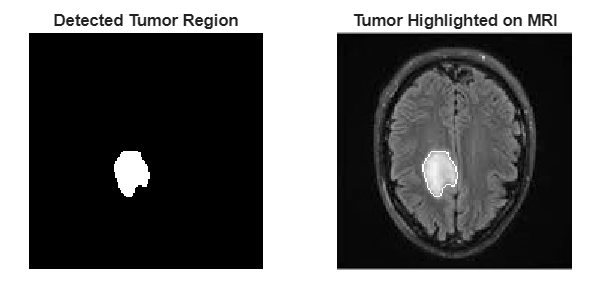 Detected Tumor Region
Tumor Highlighted on MRI